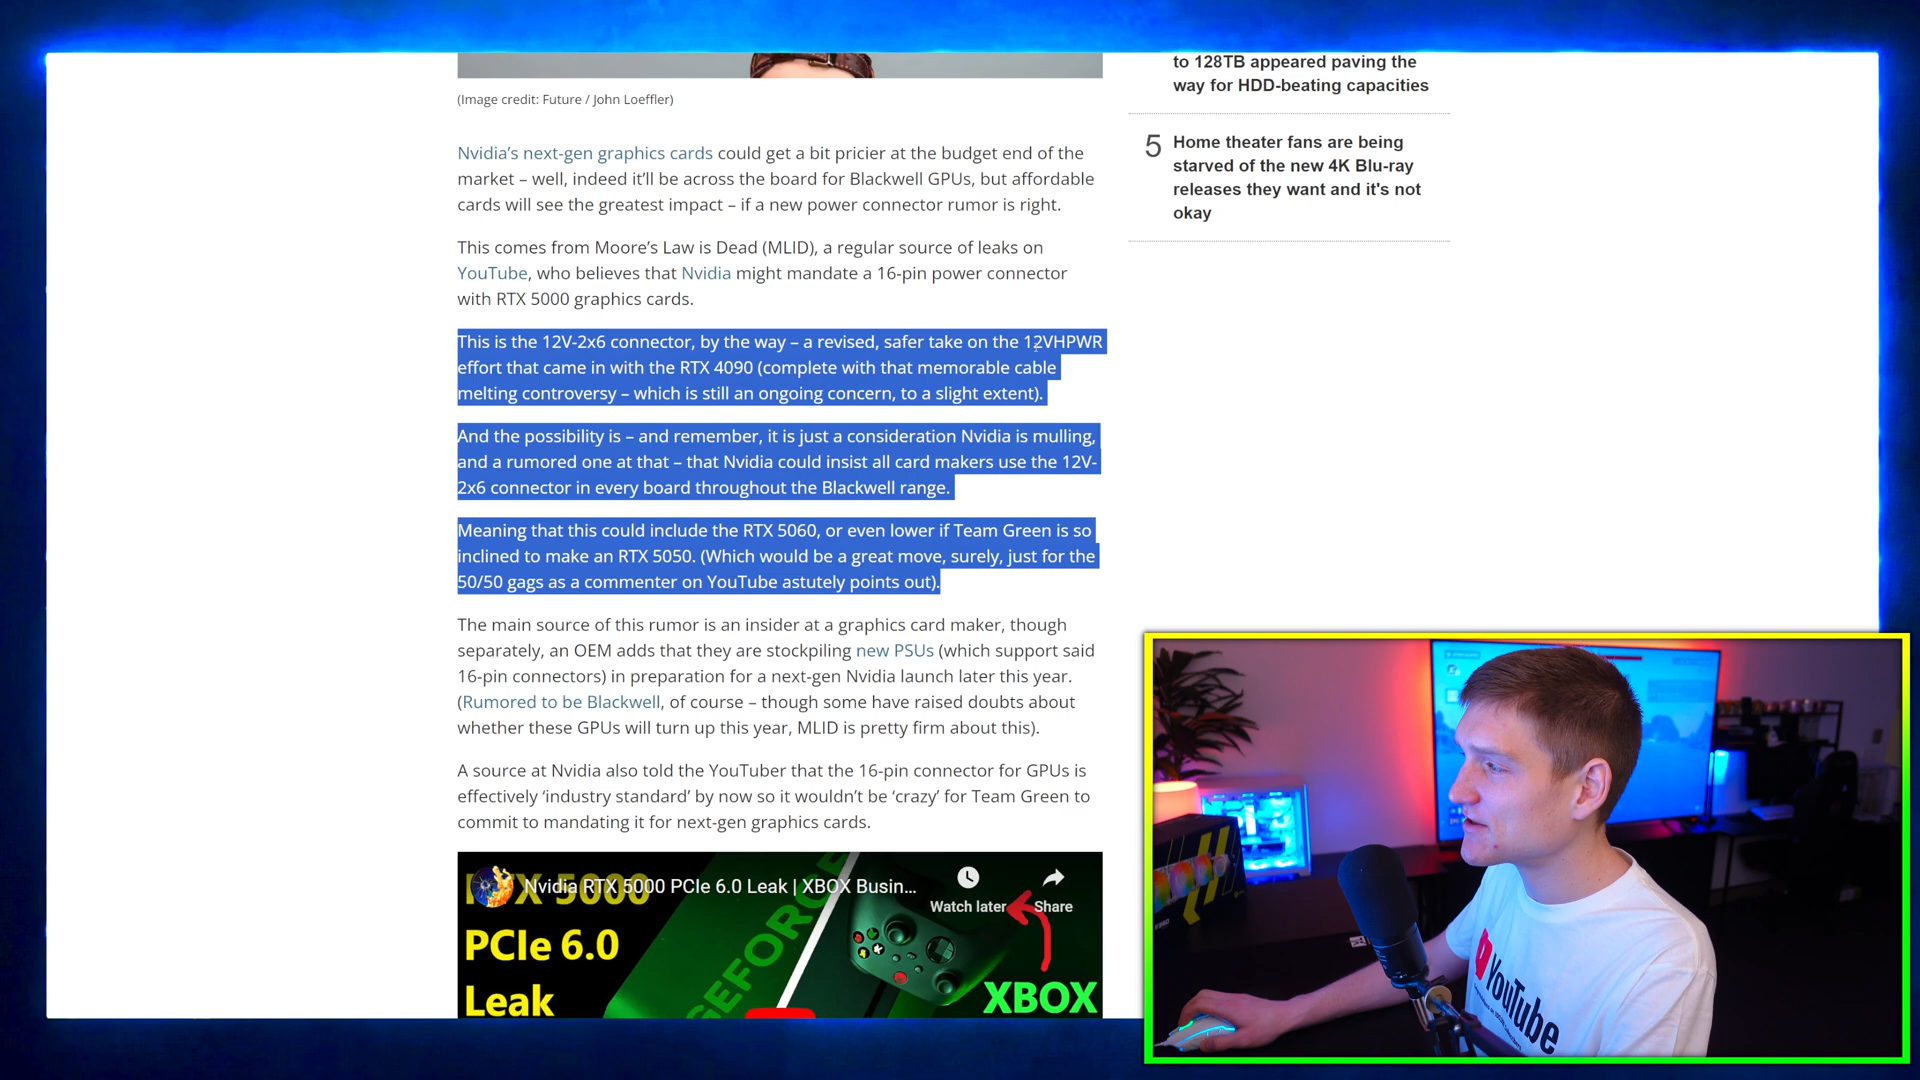 to 128TB appeared paving the
way for HDD-beating capacities
(Image credit: Future / John Loeffler)
5 Home theater fans are being
starved of the new 4K Blu-ray
releases they want and it's not
okay
Nvidia's next-gen graphics cards could get a bit pricier at the budget end of the
market – well, indeed it'll be across the board for Blackwell GPUs, but affordable
cards will see the greatest impact – if a new power connector rumor is right.
This comes from Moore's Law is Dead (MLID), a regular source of leaks on
YouTube, who believes that Nvidia might mandate a 16-pin power connector
with RTX 5000 graphics cards.
This is the 12V-2x6 connector, by the way – a revised, safer take on the 12VHPWR
effort that came in with the RTX 4090 (complete with that memorable cable
melting controversy – which is still an ongoing concern, to a slight extent).
And the possibility is – and remember, it is just a consideration Nvidia is mulling,
and a rumored one at that – that Nvidia could insist all card makers use the 12V-
2x6 connector in every board throughout the Blackwell range.
Meaning that this could include the RTX 5060, or even lower if Team Green is so
inclined to make an RTX 5050. (Which would be a great move, surely, just for the
50/50 gags as a commenter on YouTube astutely points out).
The main source of this rumor is an insider at a graphics card maker, though
separately, an OEM adds that they are stockpiling new PSUs (which support said
16-pin connectors) in preparation for a next-gen Nvidia launch later this year.
(Rumored to be Blackwell, of course – though some have raised doubts about
whether these GPUs will turn up this year, MLID is pretty firm about this).
A source at Nvidia also told the YouTuber that the 16-pin connector for GPUs is
effectively 'industry standard' by now so it wouldn't be 'crazy' for Team Green to
commit to mandating it for next-gen graphics cards.
Nvidia RTX 5000 PCIe 6.0 Leak | XBOX Busin...
Watch later
Share
RTX 5000
PCIe 6.0
Leak
GEFORCE
XBOX
YouTube